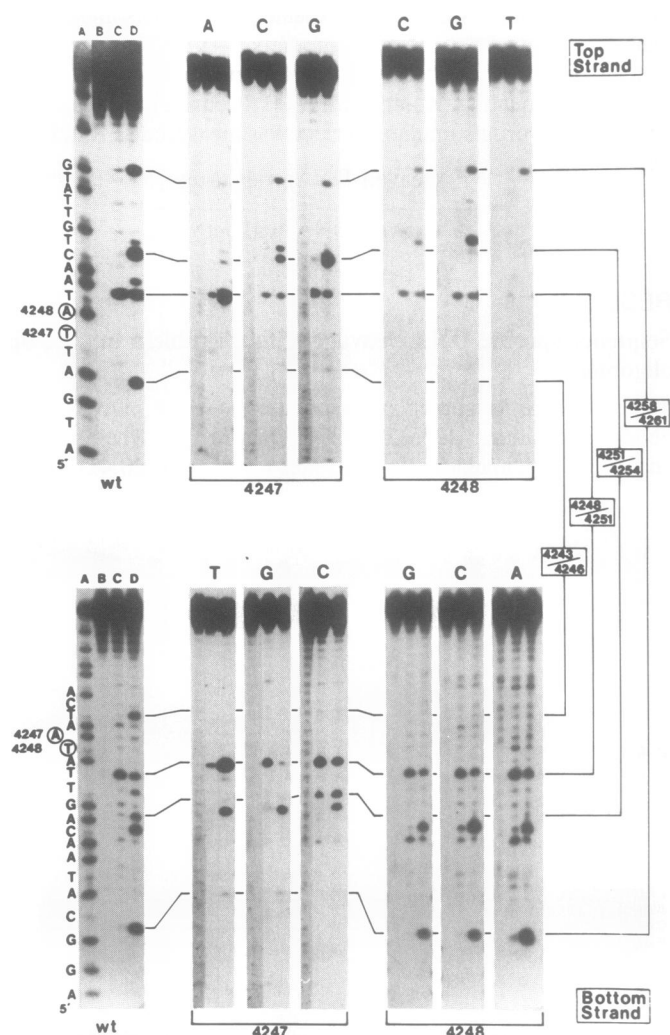 A B C D
A C G
C G T
Top
Strand
G
T
A
T
T
G
T
C
A
A
T
4248 A
4247 T
T
A
G
T
A
5´
wt
4247
4248
4258/4261
4251/4254
4248/4251
4243/4246
A B C D
T G C
G C A
A
C
T
A
4247 A
4248 T
A
T
T
G
A
C
A
A
T
A
C
G
G
A
5´
wt
4247
4248
Bottom
Strand